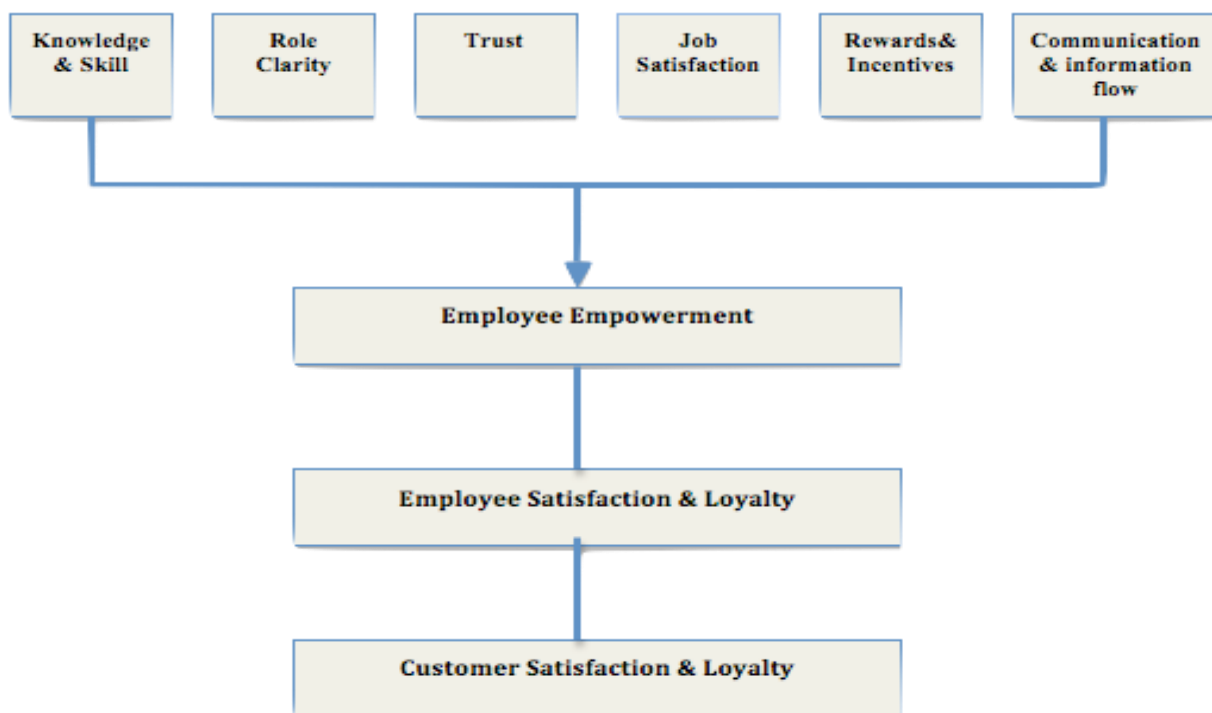 Knowledge
& Skill
Role
Clarity
Trust
Job
Satisfaction
Rewards&
Incentives
Communication
& information
flow
Employee Empowerment
Employee Satisfaction & Loyalty
Customer Satisfaction & Loyalty